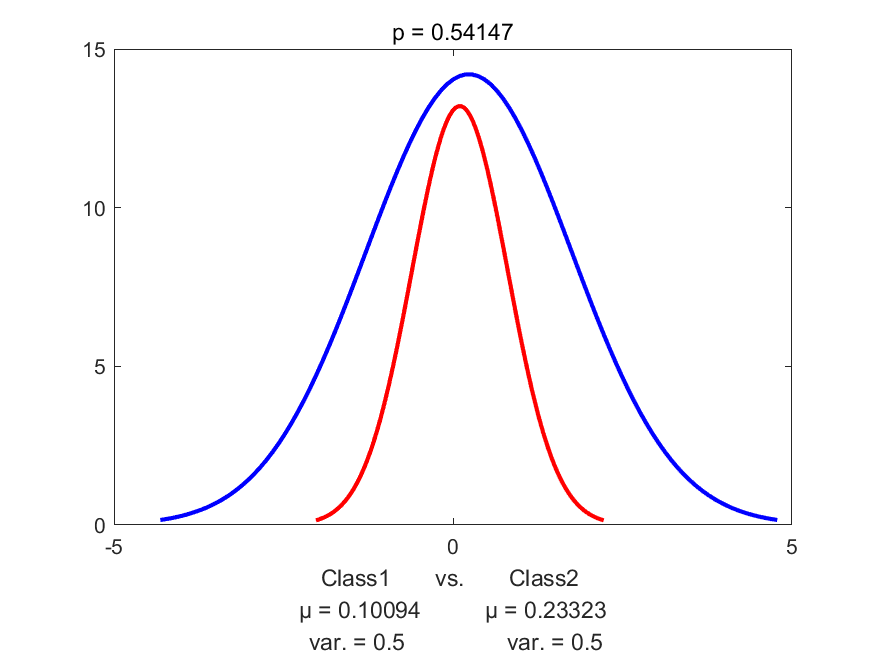 p = 0.54147
15
10
5
0
-5 0 5
Class1 vs. Class2
μ = 0.10094 μ = 0.23323
var. = 0.5 var. = 0.5